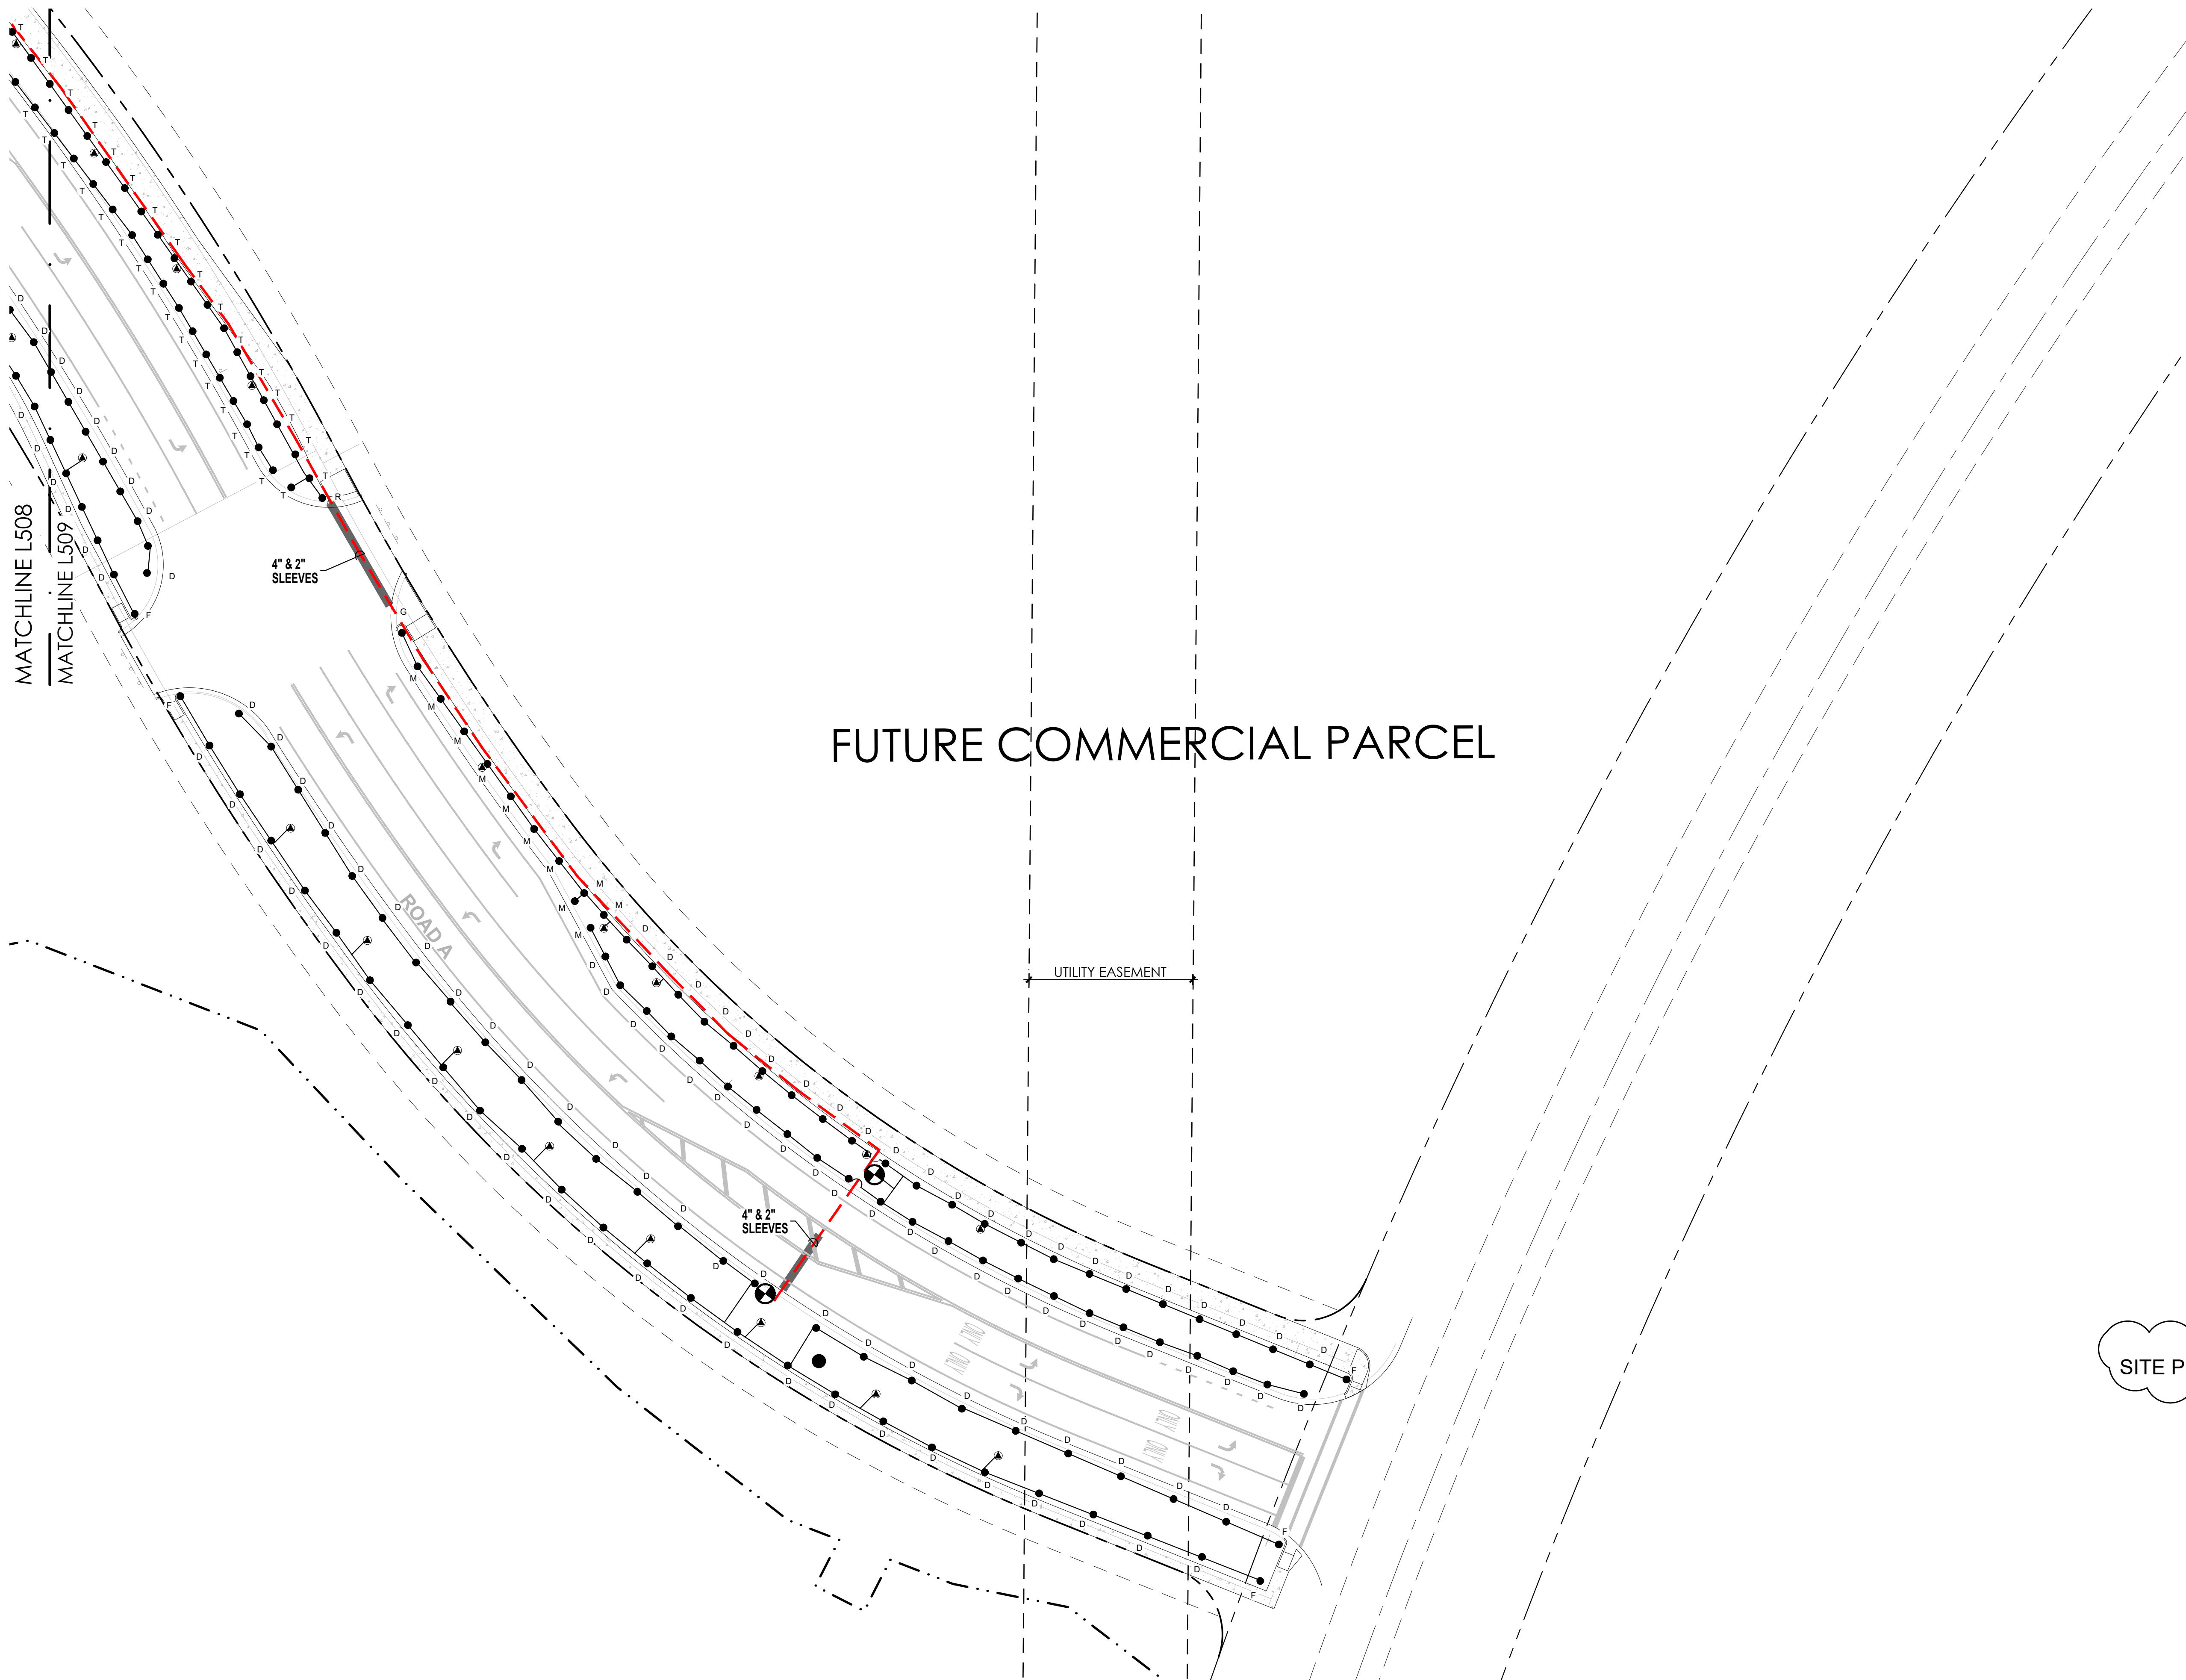 MATCHLINE L508
MATCHLINE L509
4" & 2"
SLEEVES
FUTURE COMMERCIAL PARCEL
ROAD A
UTILITY EASEMENT
4" & 2"
SLEEVES
SITE P